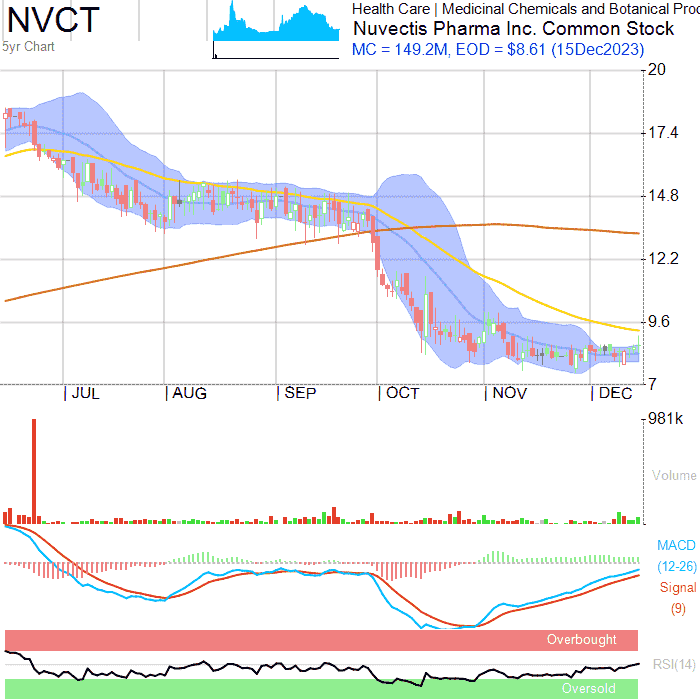 NVCT
5yr Chart
Health Care | Medicinal Chemicals and Botanical Proc
Nuvectis Pharma Inc. Common Stock
MC = 149.2M, EOD = $8.61 (15Dec2023)
20
17.4
14.8
12.2
9.6
7
JUL AUG SEP OCT NOV DEC
981k
Volume
MACD
(12-26)
Signal
(9)
Overbought
RSI(14)
Oversold